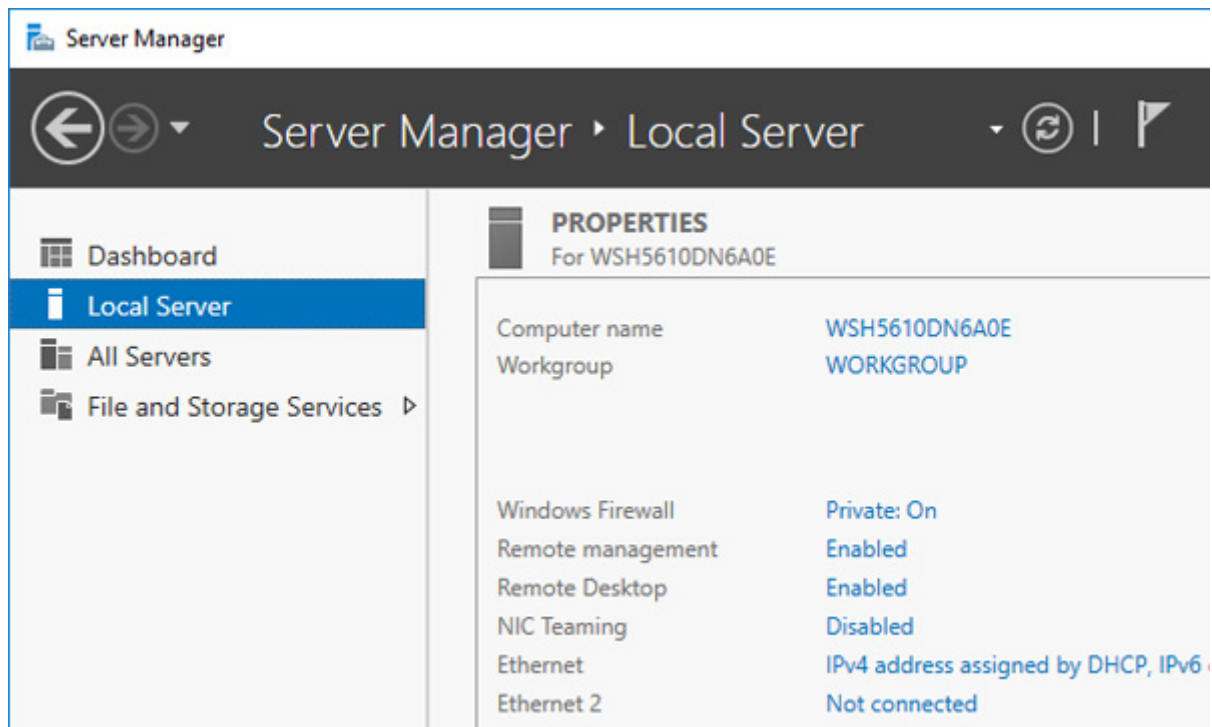 Server Manager
Server Manager ‣ Local Server
Dashboard
Local Server
All Servers
File and Storage Services
PROPERTIES
For WSH5610DN6A0E
Computer name WSH5610DN6A0E
Workgroup WORKGROUP
Windows Firewall Private: On
Remote management Enabled
Remote Desktop Enabled
NIC Teaming Disabled
Ethernet IPv4 address assigned by DHCP, IPv6
Ethernet 2 Not connected